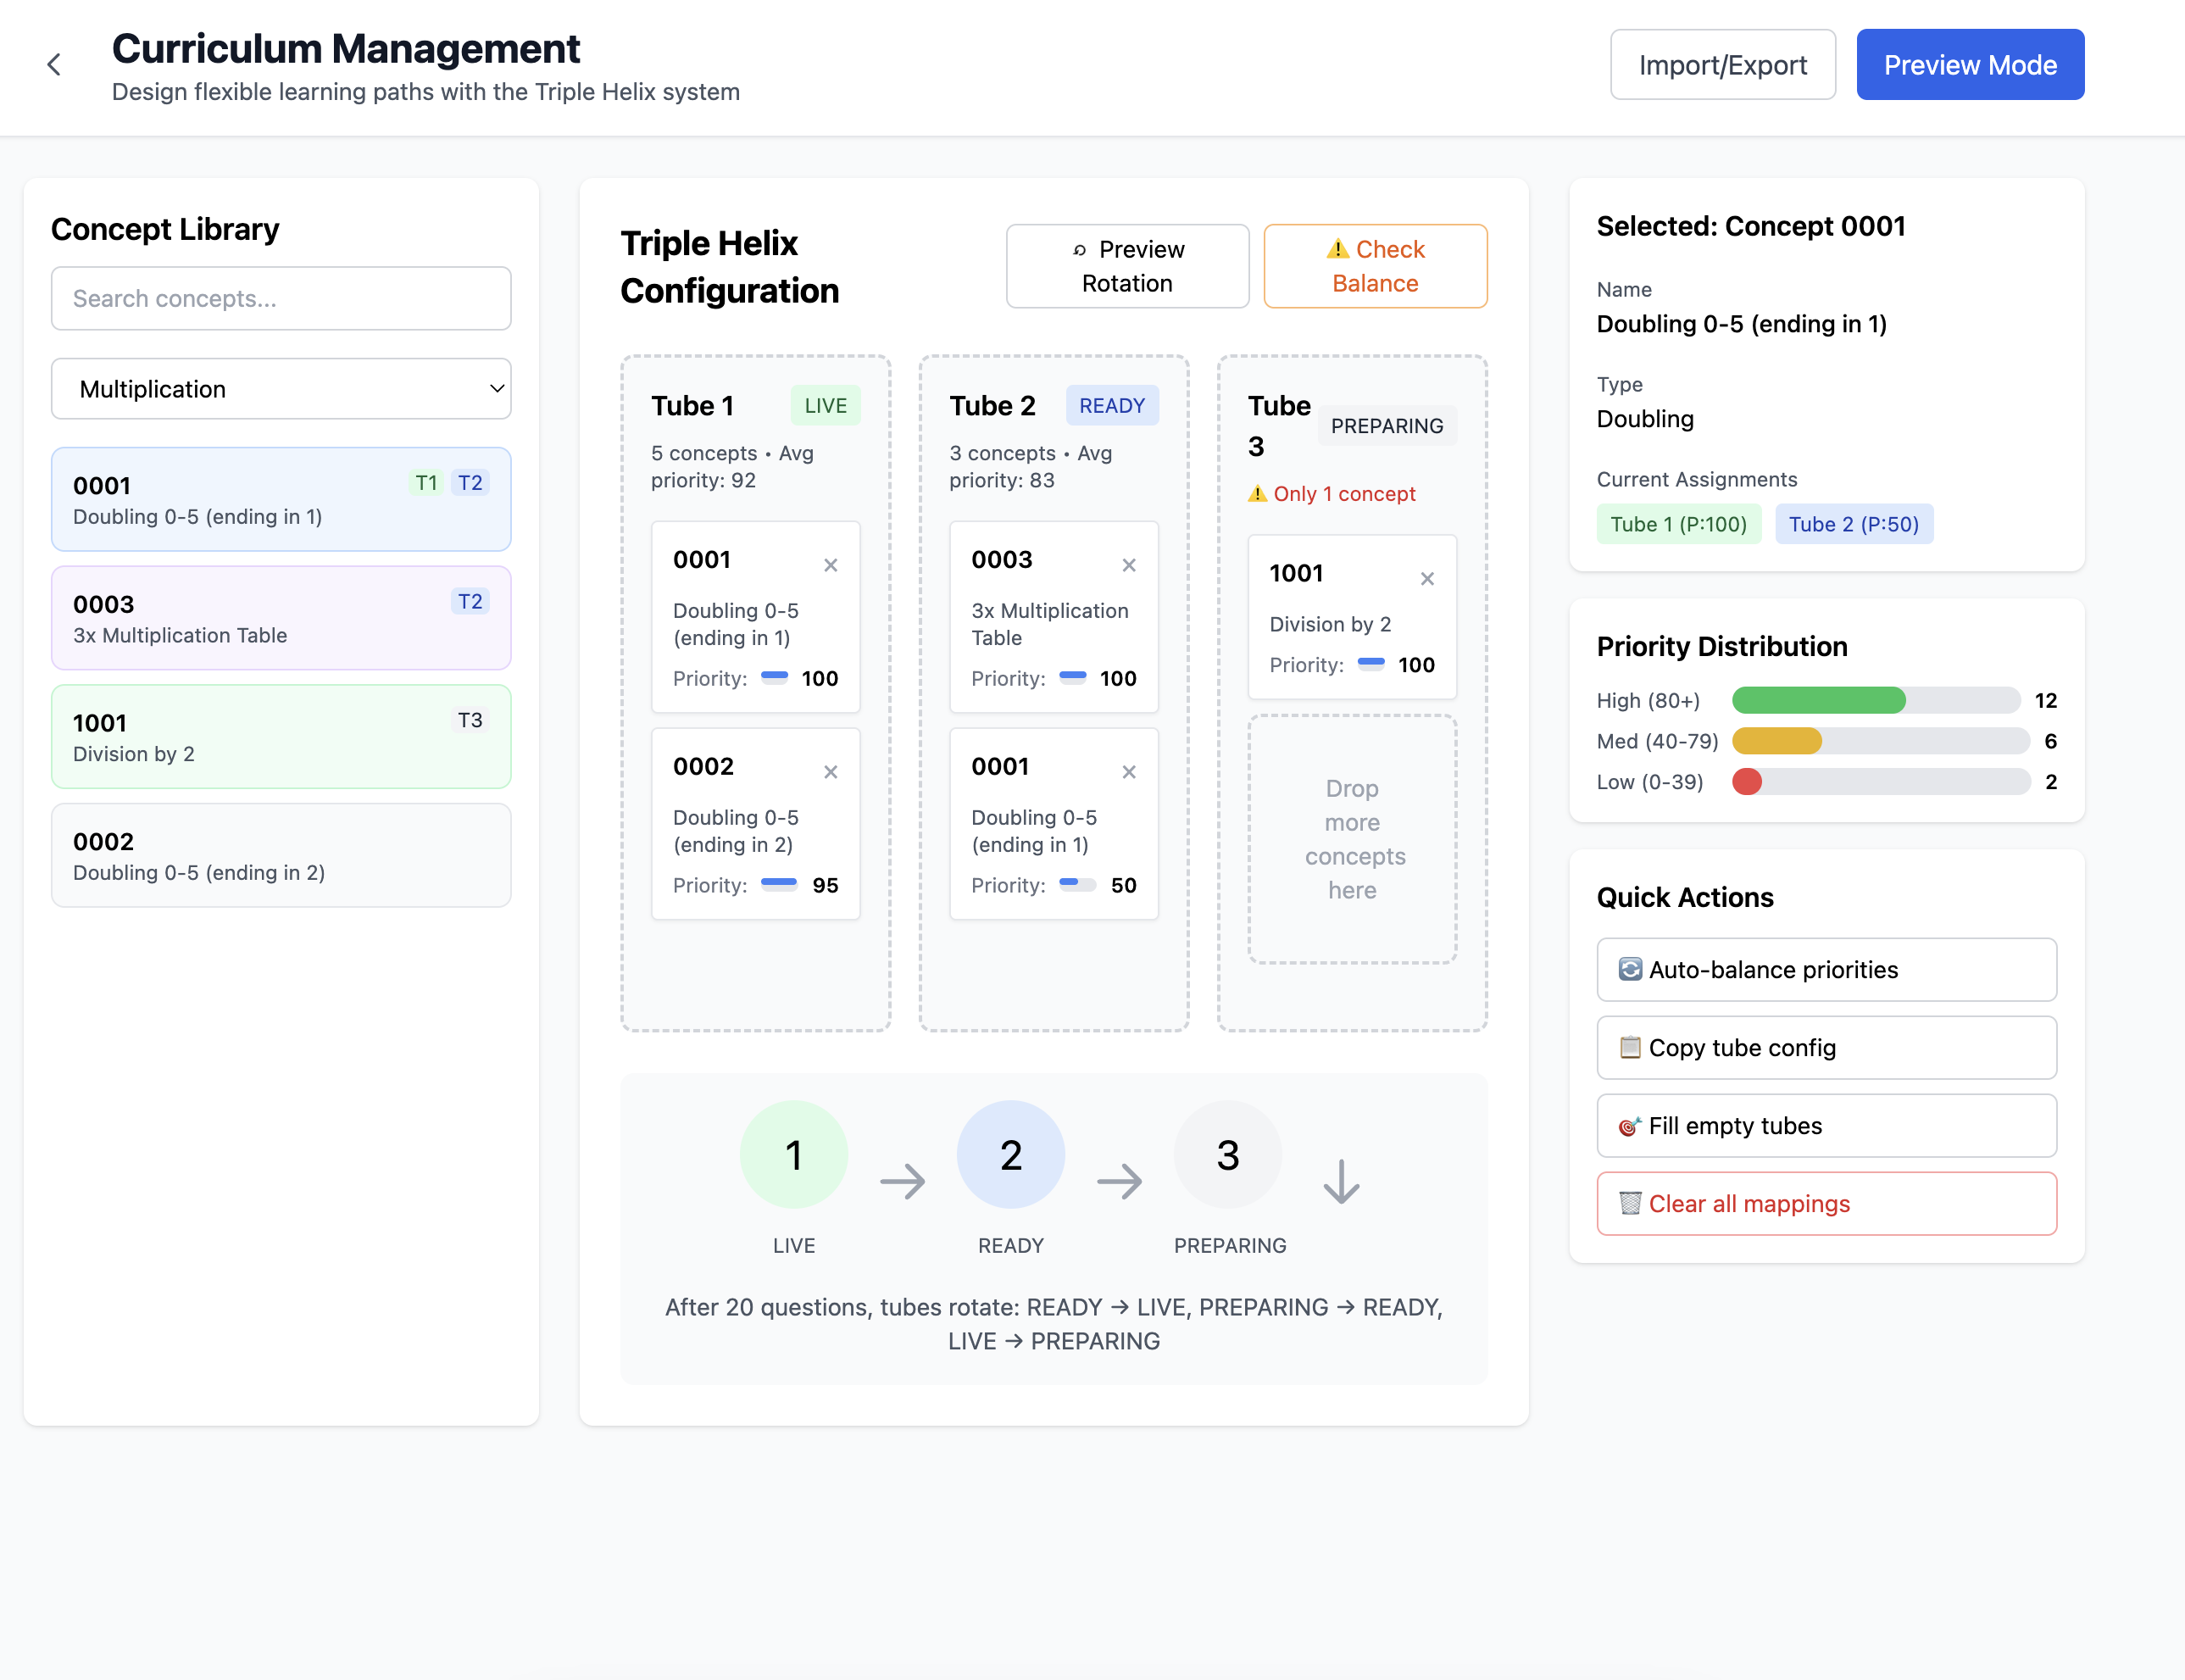 Curriculum Management
Design flexible learning paths with the Triple Helix system
Import/Export
Preview Mode
Concept Library
Search concepts...
Multiplication
0001
T1
T2
Doubling 0-5 (ending in 1)
0003
T2
3x Multiplication Table
1001
T3
Division by 2
0002
Doubling 0-5 (ending in 2)
Triple Helix
Configuration
Preview
Rotation
⚠️ Check
Balance
Tube 1
LIVE
5 concepts • Avg
priority: 92
0001
×
Doubling 0-5
(ending in 1)
Priority: 100
0002
×
Doubling 0-5
(ending in 2)
Priority: 95
Tube 2
READY
3 concepts • Avg
priority: 83
0003
×
3x Multiplication
Table
Priority: 100
0001
×
Doubling 0-5
(ending in 1)
Priority: 50
Tube
3
PREPARING
⚠️ Only 1 concept
1001
×
Division by 2
Priority: 100
Drop
more
concepts
here
1
→
2
→
3
↓
LIVE
READY
PREPARING
After 20 questions, tubes rotate: READY → LIVE, PREPARING → READY,
LIVE → PREPARING
Selected: Concept 0001
Name
Doubling 0-5 (ending in 1)
Type
Doubling
Current Assignments
Tube 1 (P:100)
Tube 2 (P:50)
Priority Distribution
High (80+) 12
Med (40-79) 6
Low (0-39) 2
Quick Actions
🔄 Auto-balance priorities
📋 Copy tube config
🎯 Fill empty tubes
🗑️ Clear all mappings